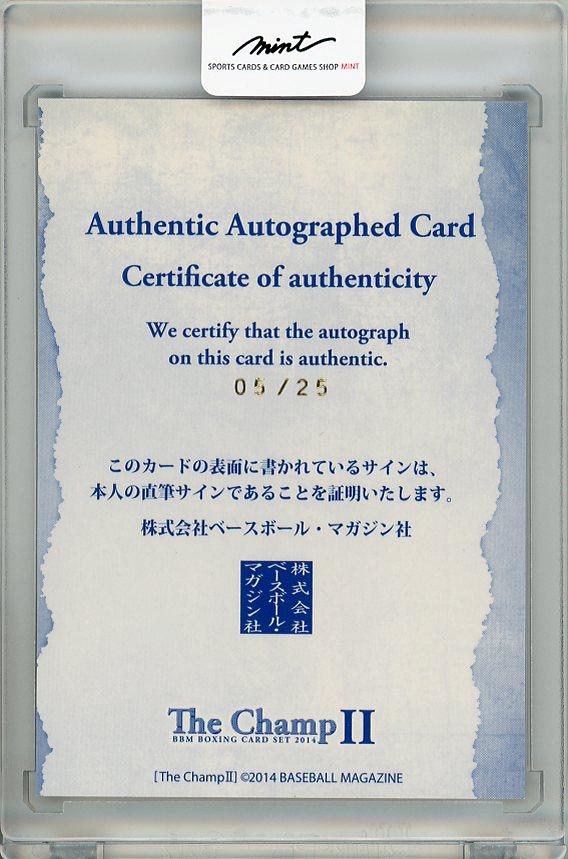 mint
SPORTS CARDS & CARD GAMES SHOP MINT
Authentic Autographed Card
Certificate of authenticity
We certify that the autograph
on this card is authentic.
05/25
このカードの表面に書かれているサインは、
本人の直筆サインであることを証明いたします。
株式会社ベースボール・マガジン社
株式会社
ベースボール・
マガジン社
The Champ II
BBM BOXING CARD SET 2014
[The ChampⅡ] ©2014 BASEBALL MAGAZINE